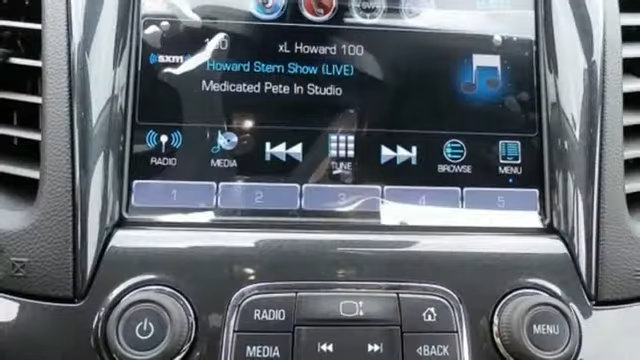 xL Howard 100
((sxm))
Howard Stern Show (LIVE)
Medicated Pete In Studio
RADIO MEDIA TUNE BROWSE MENU
1 2 3 4 5
RADIO
MEDIA BACK
MENU